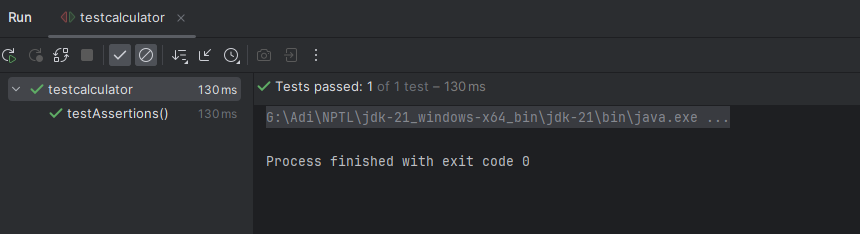 Run testcalculator
testcalculator 130 ms
testAssertions() 130 ms
Tests passed: 1 of 1 test – 130 ms
G:\Adi\NPTL\jdk-21_windows-x64_bin\jdk-21\bin\java.exe ...
Process finished with exit code 0